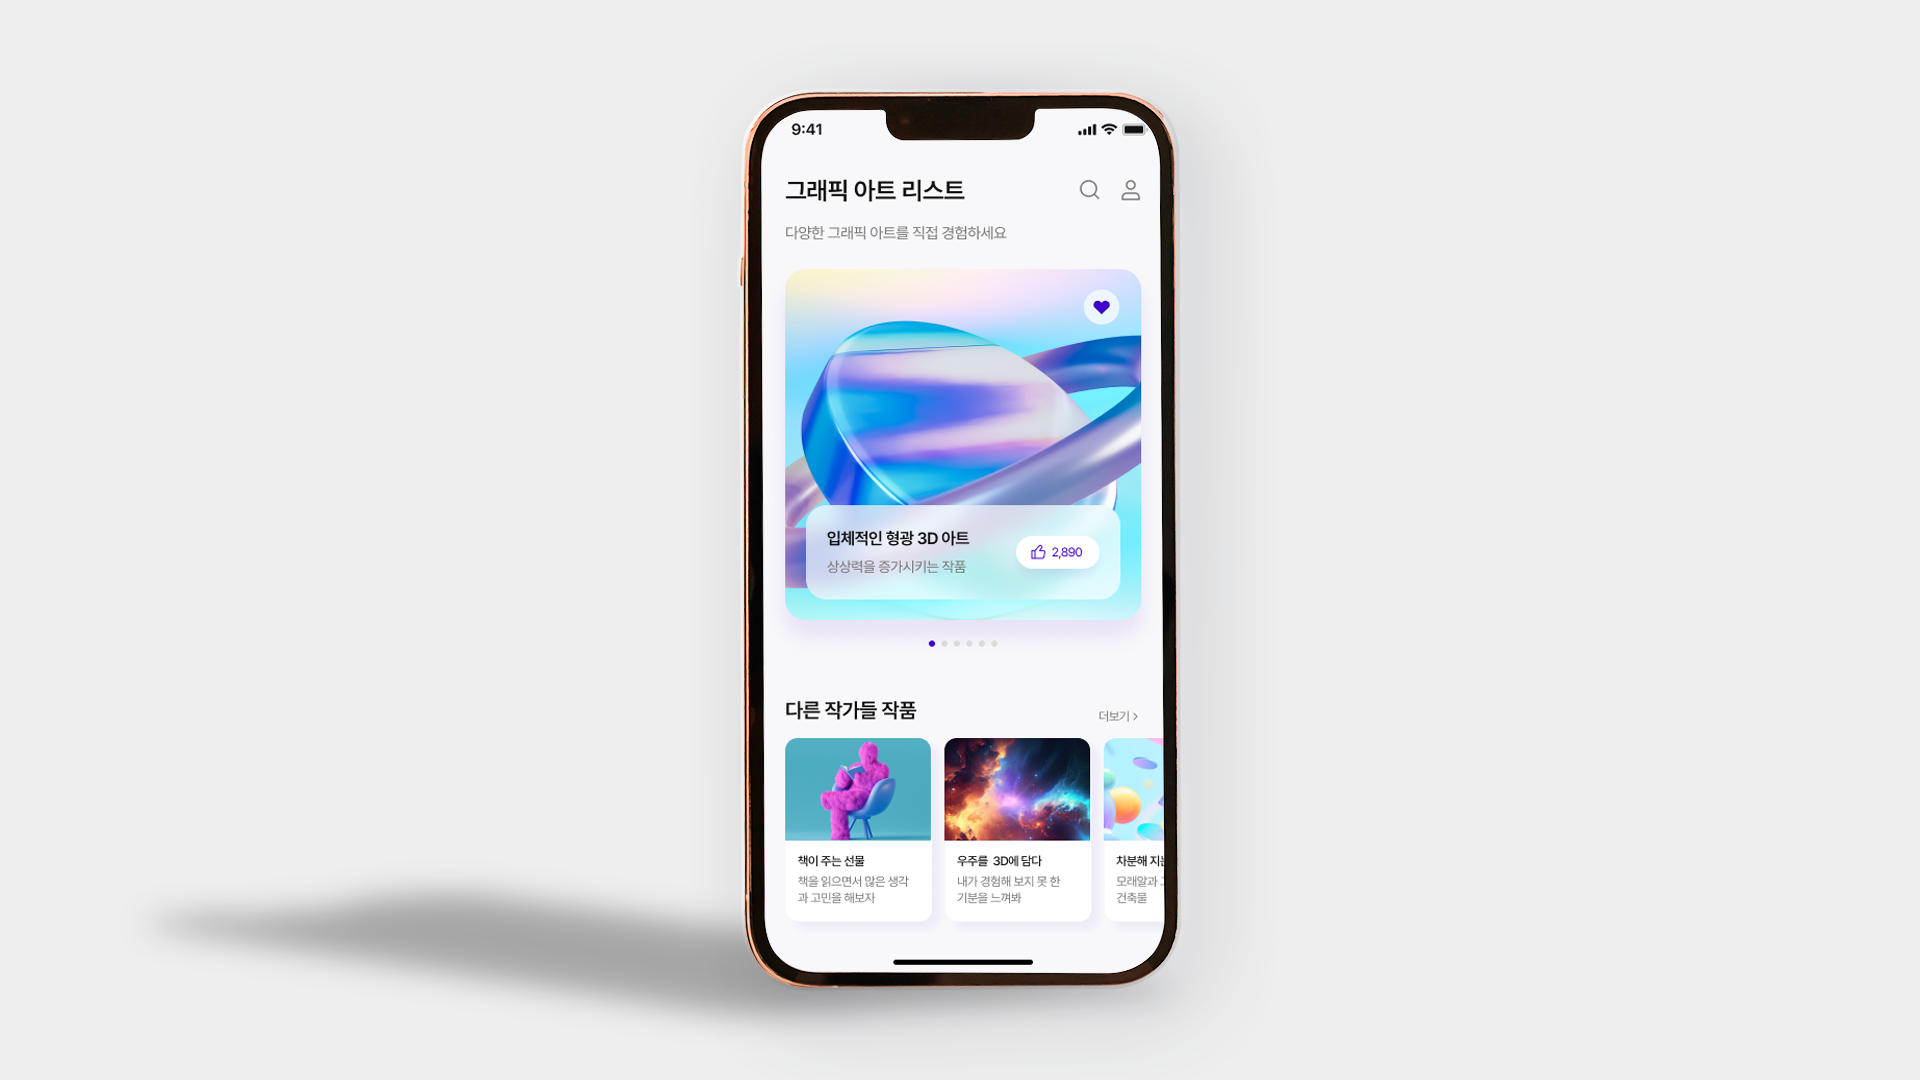 9:41
그래픽 아트 리스트
다양한 그래픽 아트를 직접 경험하세요
입체적인 형광 3D 아트
상상력을 증가시키는 작품
2,890
다른 작가들 작품
더보기 >
책이 주는 선물
책을 읽으면서 많은 생각
과 고민을 해보자
우주를 3D에 담다
내가 경험해 보지 못 한
기분을 느껴봐
차분해 지는
모래알과
건축물